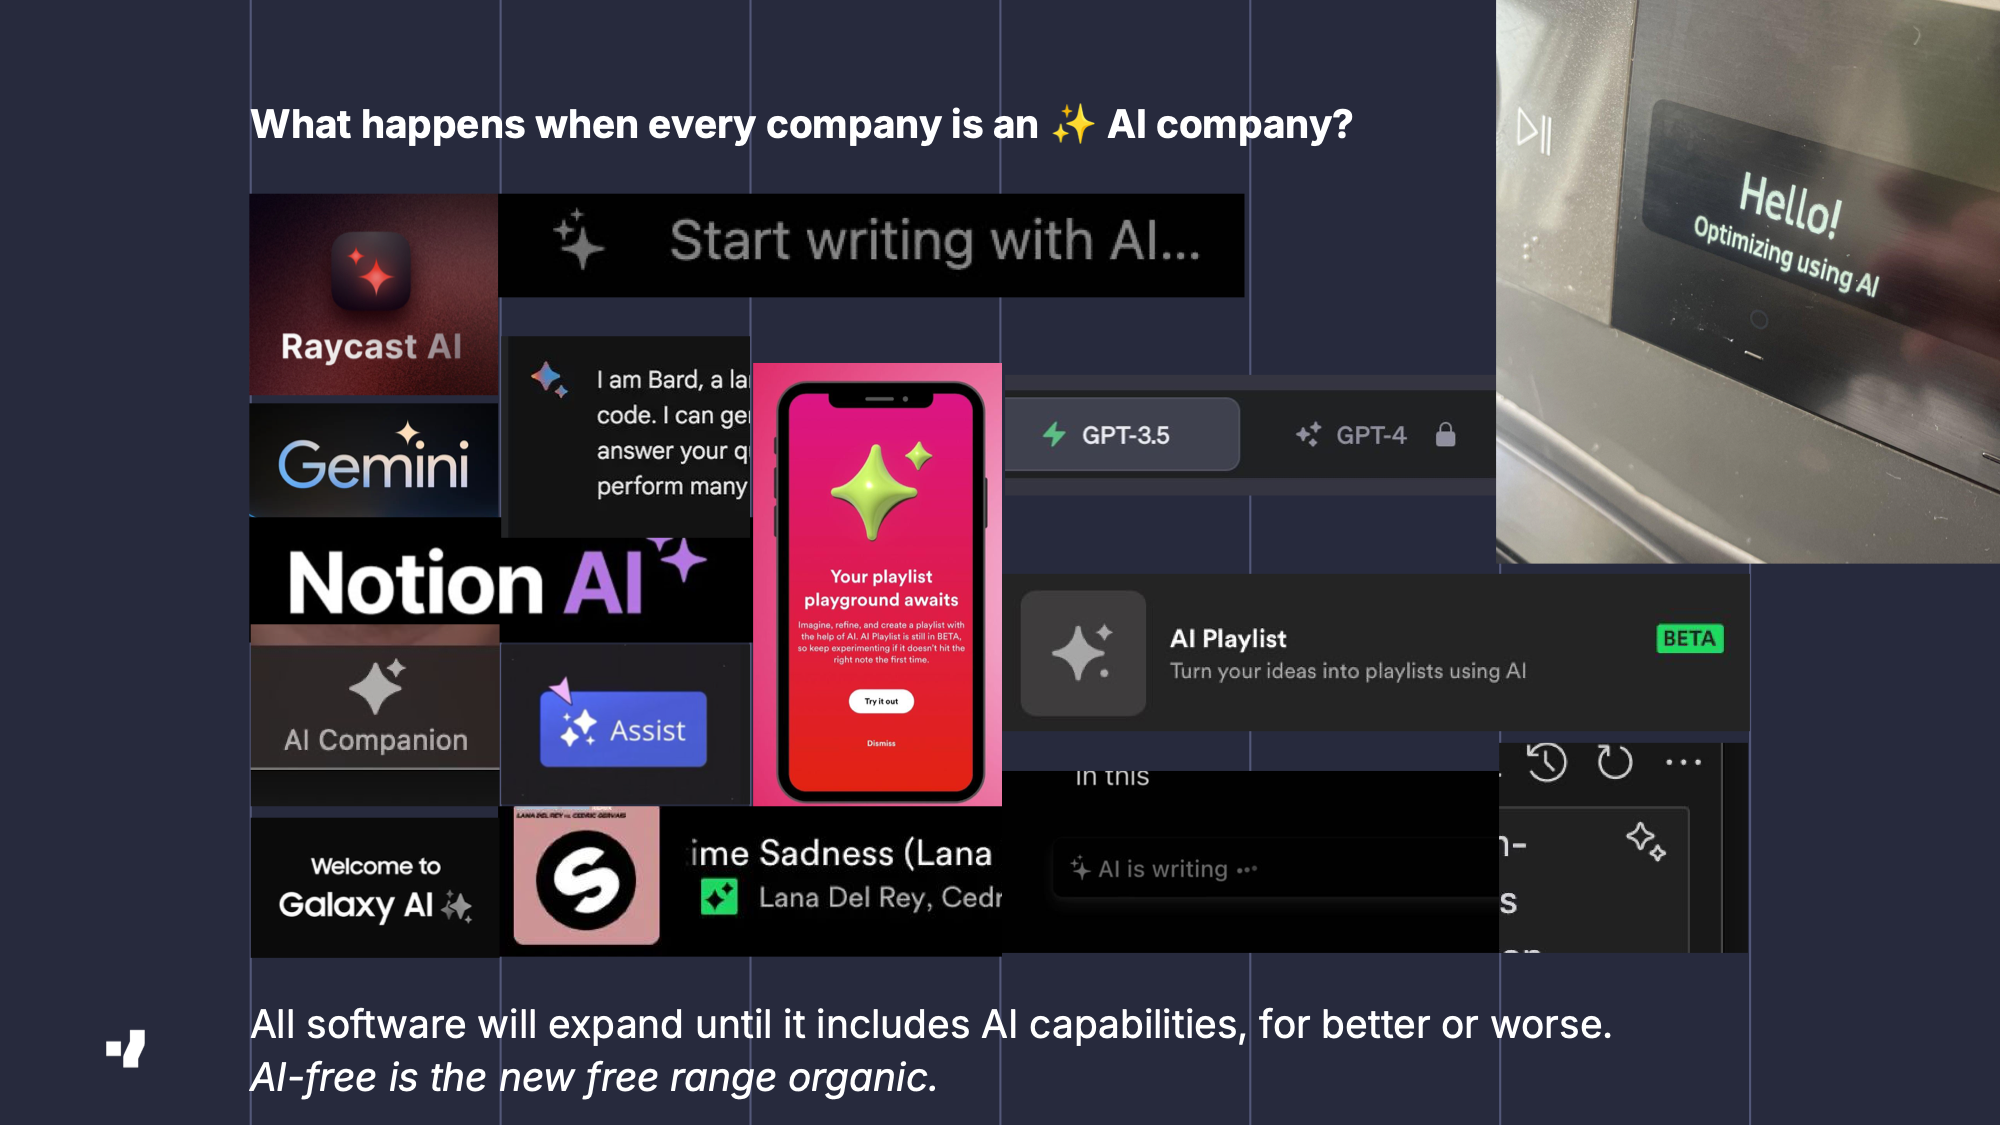 What happens when every company is an ✨ AI company?
Hello!
Optimizing using AI
Start writing with AI...
Raycast AI
I am Bard, a la
code. I can ge
answer your q
perform many
Gemini
GPT-3.5
GPT-4
Notion AI
Your playlist
playground awaits
Imagine, refine, and create a playlist with
the help of AI. AI Playlist is still in BETA,
so keep experimenting if it doesn't hit the
right note the first time.
Try it out
Dismiss
AI Playlist
BETA
Turn your ideas into playlists using AI
AI Companion
Assist
in this
AI is writing •••
Welcome to
Galaxy AI
LANA DEL REY vs. CEDRIC GERVAIS
ime Sadness (Lana
Lana Del Rey, Cedr
n-
s
All software will expand until it includes AI capabilities, for better or worse.
AI-free is the new free range organic.